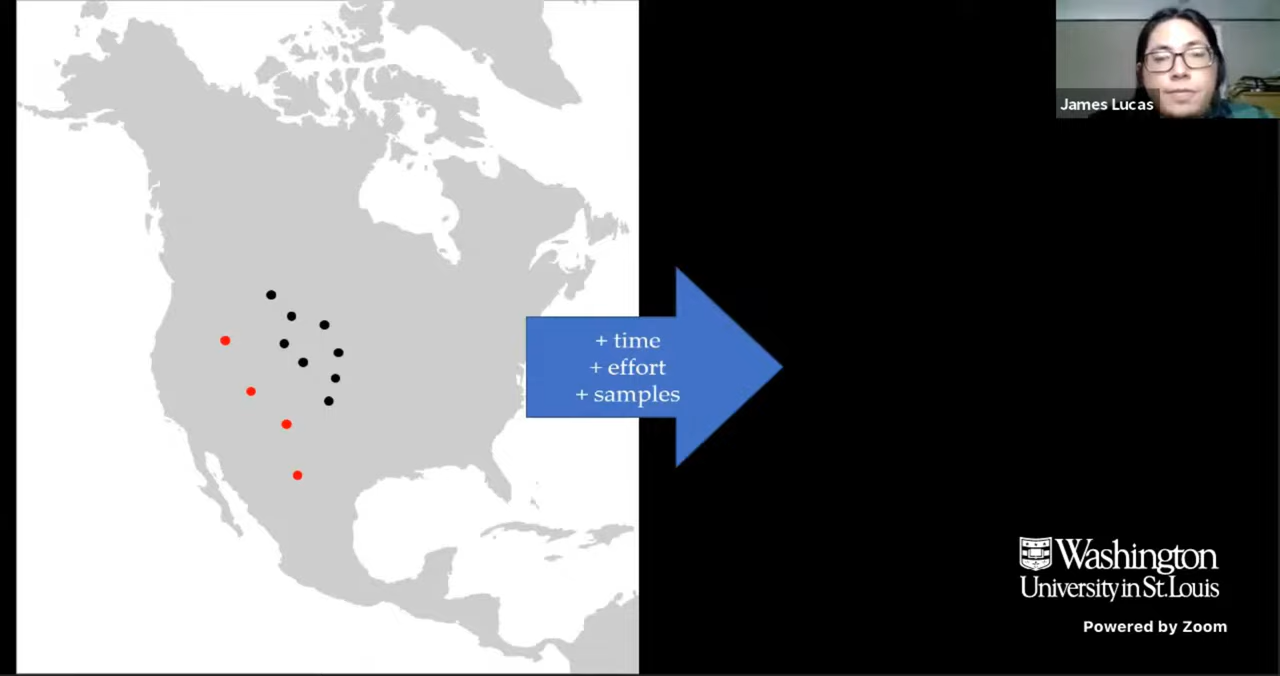 James Lucas
+ time
+ effort
+ samples
Washington
University in St. Louis
Powered by Zoom